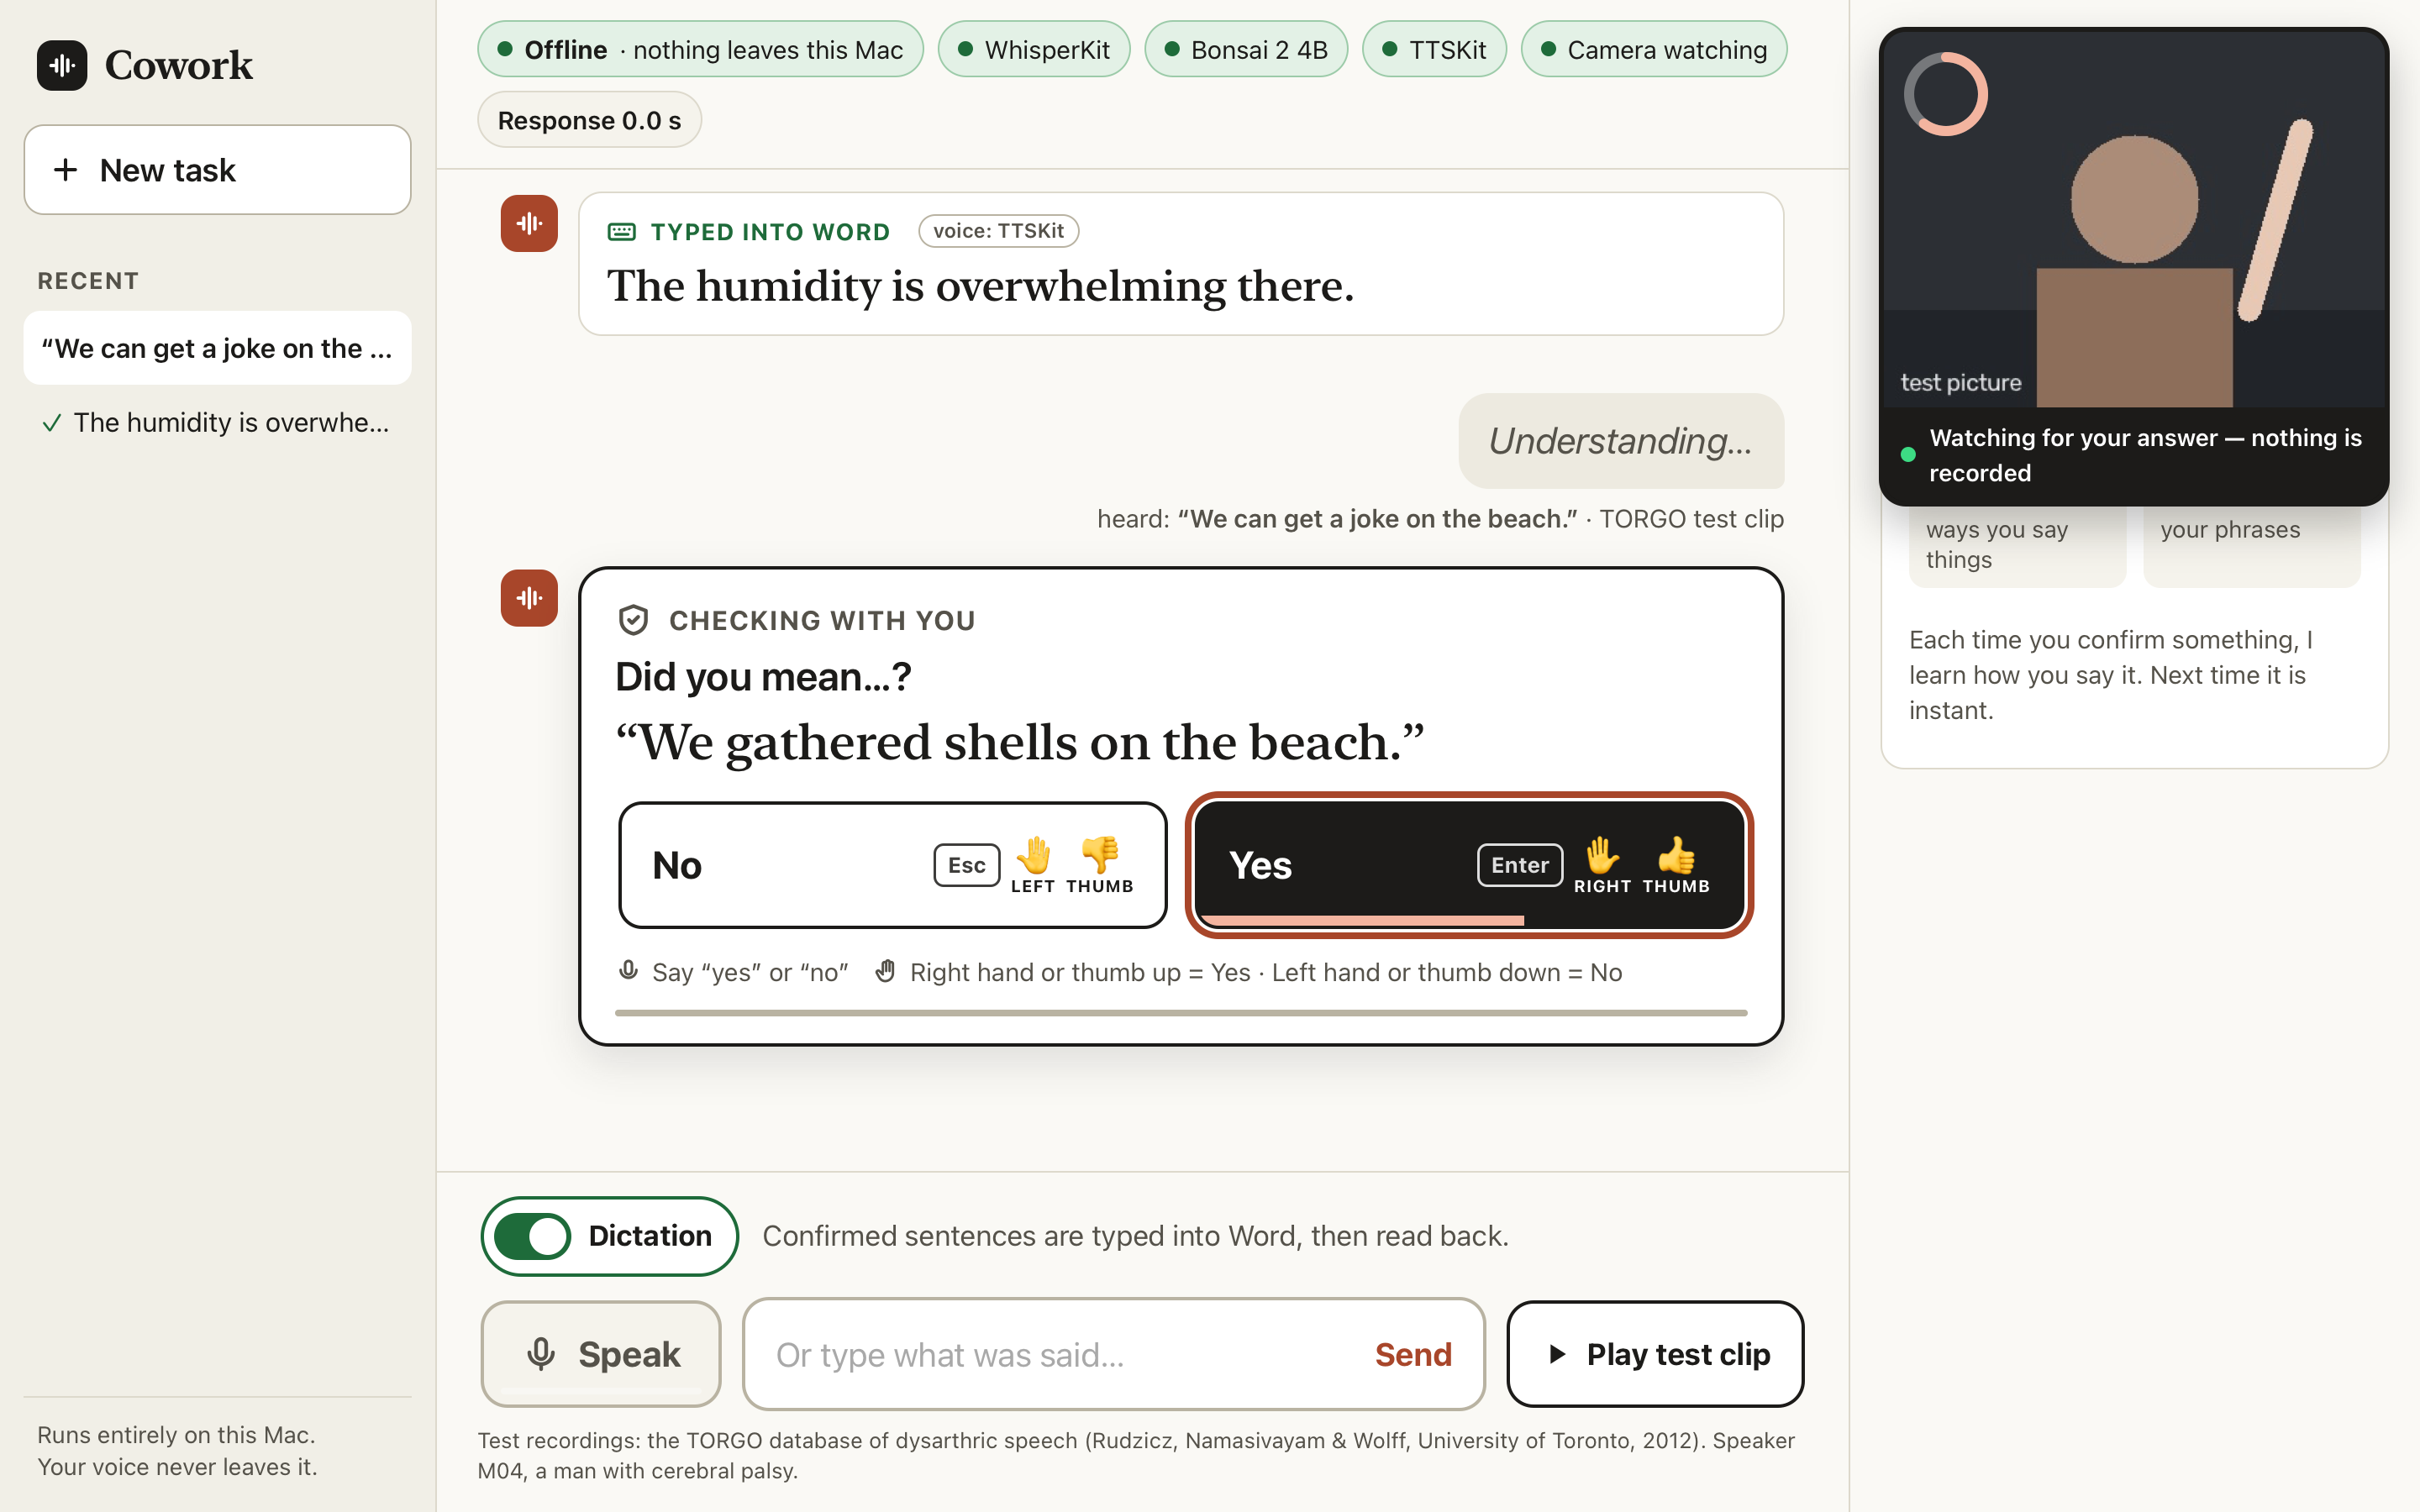 Cowork
New task
RECENT
“We can get a joke on the ...
The humidity is overwhe...
Runs entirely on this Mac.
Your voice never leaves it.
Offline · nothing leaves this Mac
WhisperKit
Bonsai 2 4B
TTSKit
Camera watching
Response 0.0 s
TYPED INTO WORD
voice: TTSKit
The humidity is overwhelming there.
Understanding...
heard: “We can get a joke on the beach.” · TORGO test clip
CHECKING WITH YOU
Did you mean...?
“We gathered shells on the beach.”
No
Esc
LEFT
THUMB
Yes
Enter
RIGHT
THUMB
Say “yes” or “no”
Right hand or thumb up = Yes · Left hand or thumb down = No
Dictation
Confirmed sentences are typed into Word, then read back.
Speak
Or type what was said...
Send
Play test clip
Test recordings: the TORGO database of dysarthric speech (Rudzicz, Namasivayam & Wolff, University of Toronto, 2012). Speaker
M04, a man with cerebral palsy.
test picture
Watching for your answer — nothing is
recorded
ways you say
things
your phrases
Each time you confirm something, I
learn how you say it. Next time it is
instant.